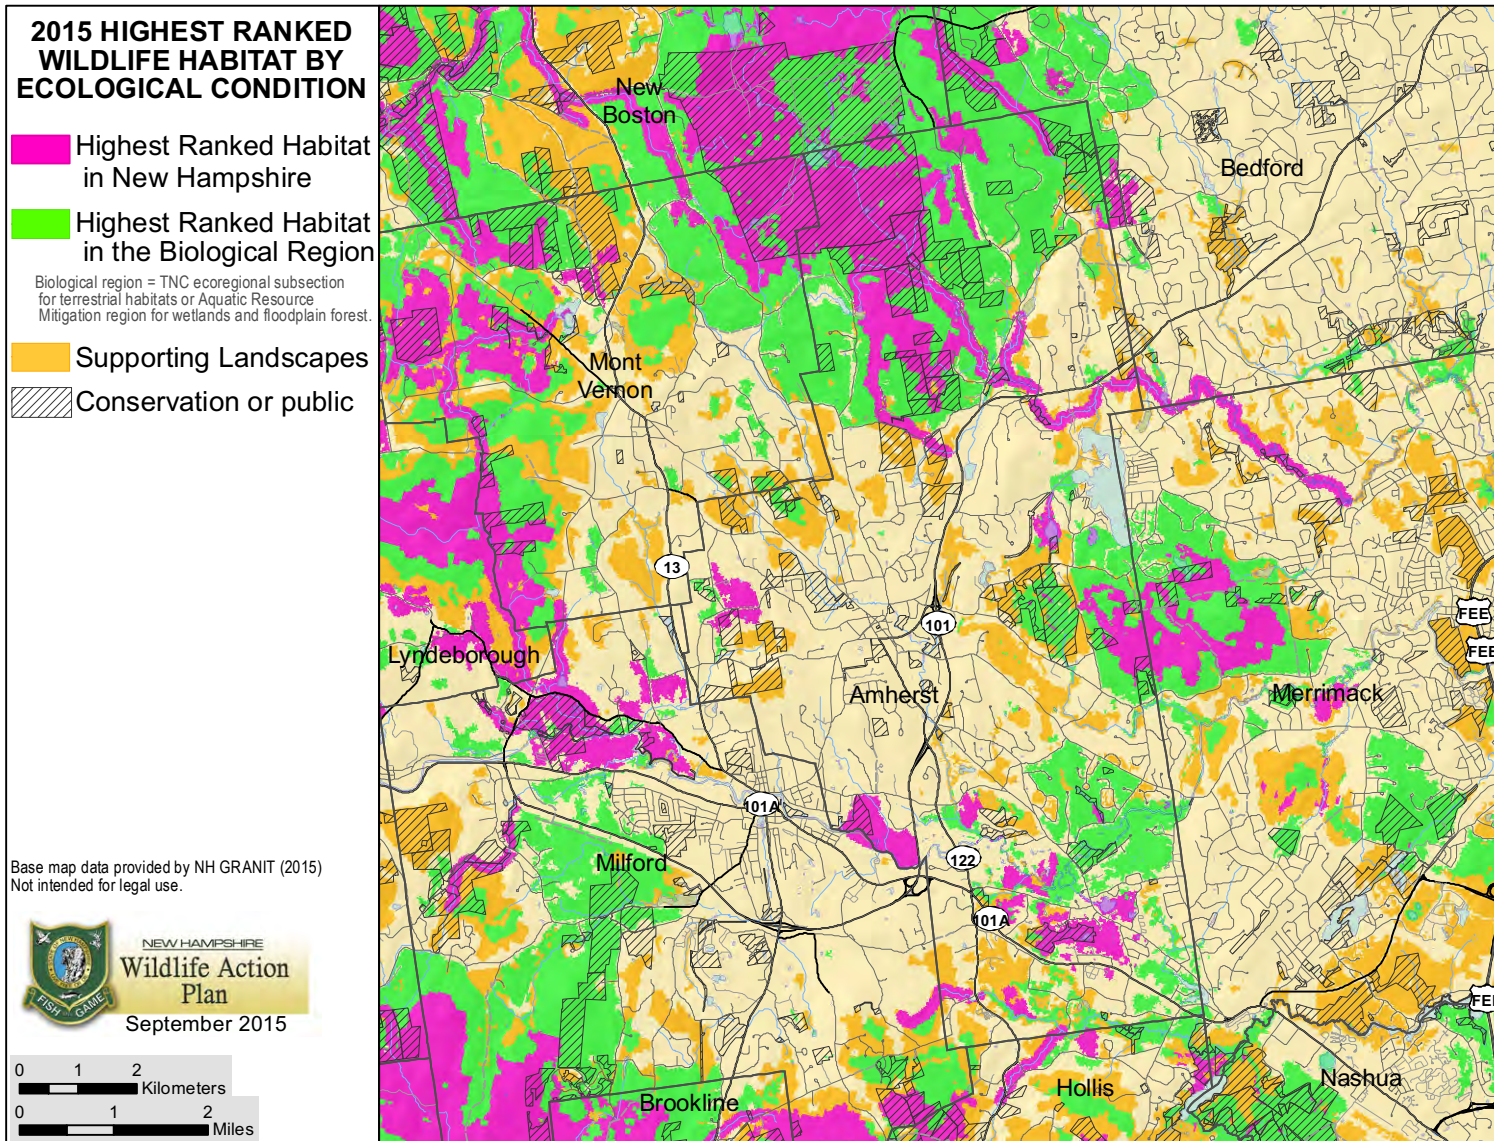 2015 HIGHEST RANKED
WILDLIFE HABITAT BY
ECOLOGICAL CONDITION
Highest Ranked Habitat
in New Hampshire
Highest Ranked Habitat
in the Biological Region
Biological region = TNC ecoregional subsection
for terrestrial habitats or Aquatic Resource
Mitigation region for wetlands and floodplain forest.
Supporting Landscapes
Conservation or public
Base map data provided by NH GRANIT (2015)
Not intended for legal use.
NEW HAMPSHIRE
Wildlife Action
Plan
FISH AND GAME
September 2015
0 1 2
Kilometers
0 1 2
Miles
New
Boston
Bedford
Mont
Vernon
13
101
FEE
FEE
Lyndeborough
Amherst
Merrimack
101A
Milford
122
101A
FEE
Nashua
Hollis
Brookline